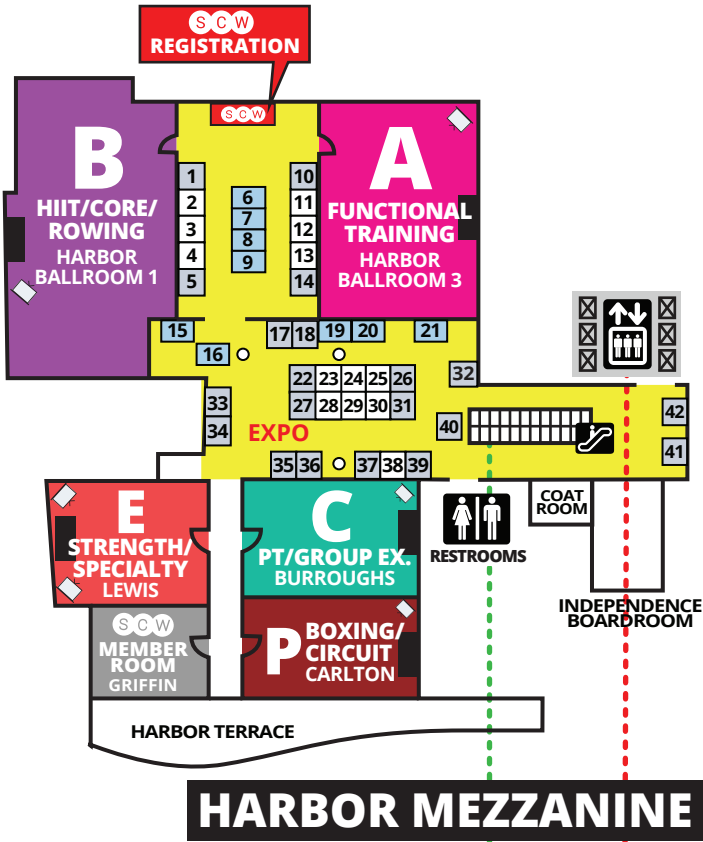 SCW
REGISTRATION
SCW
B
HIIT/CORE/
ROWING
HARBOR
BALLROOM 1
A
FUNCTIONAL
TRAINING
HARBOR
BALLROOM 3
1
2
3
4
5
6
7
8
9
10
11
12
13
14
15
16
17 18 19 20
21
22 23 24 25 26
27 28 29 30 31
32
33
34
EXPO
35 36
37 38 39
40
42
41
COAT
ROOM
RESTROOMS
INDEPENDENCE
BOARDROOM
E
STRENGTH/
SPECIALTY
LEWIS
C
PT/GROUP EX.
BURROUGHS
SCW
MEMBER
ROOM
GRIFFIN
P
BOXING/
CIRCUIT
CARLTON
HARBOR TERRACE
HARBOR MEZZANINE